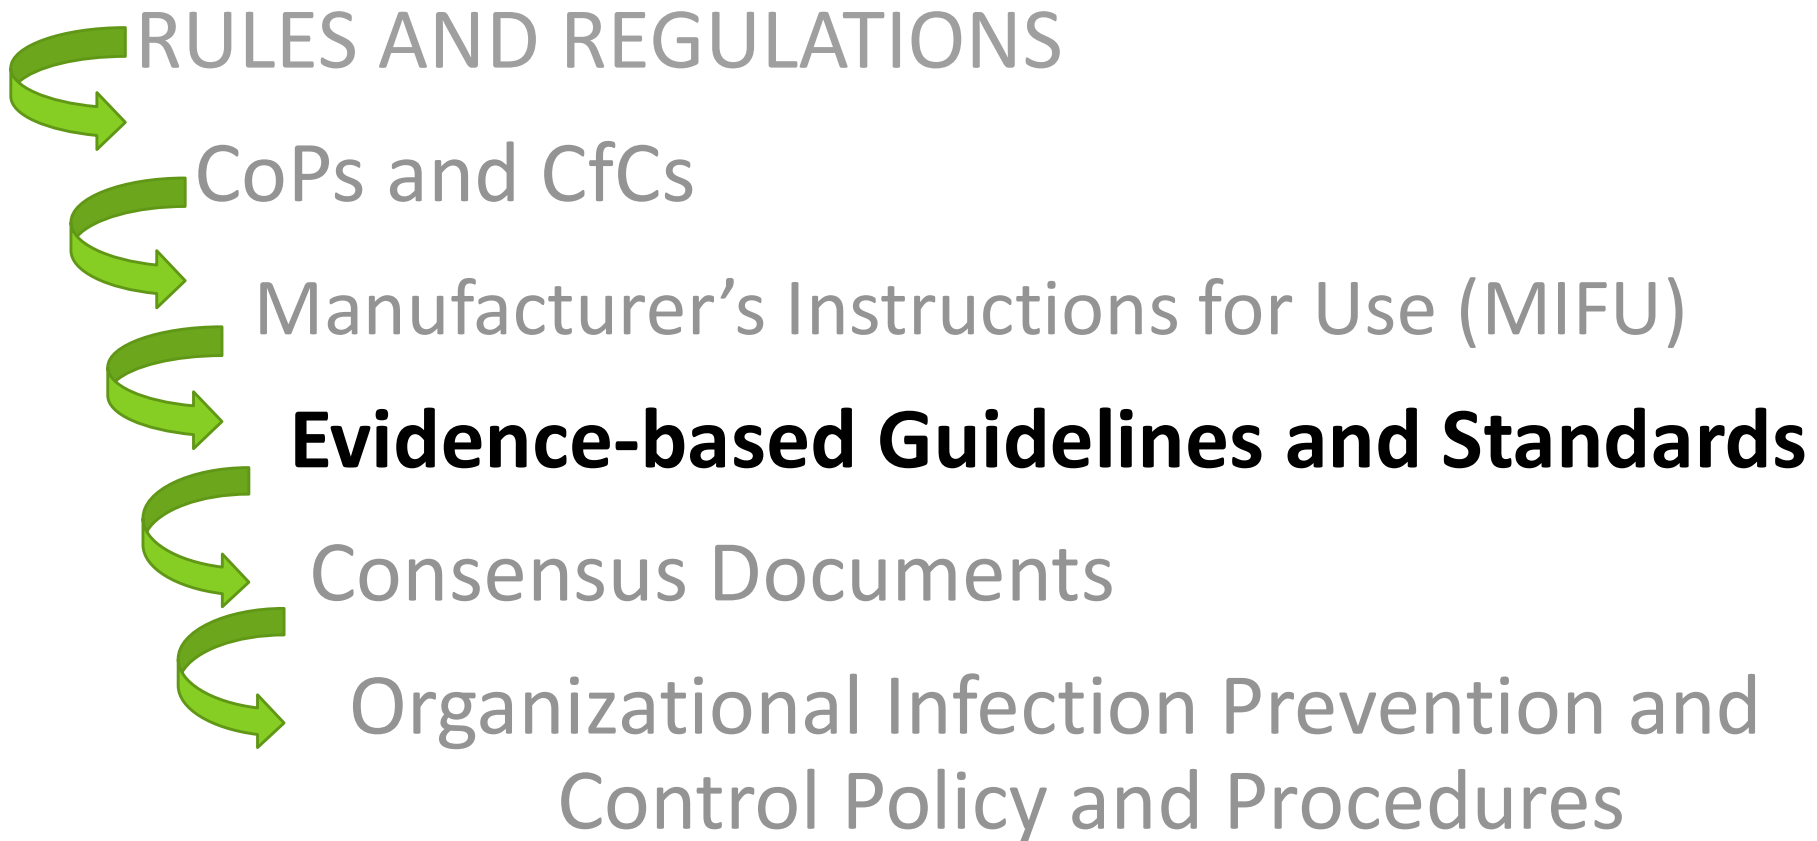 RULES AND REGULATIONS
CoPs and CfCs
Manufacturer’s Instructions for Use (MIFU)
Evidence-based Guidelines and Standards
Consensus Documents
Organizational Infection Prevention and
Control Policy and Procedures